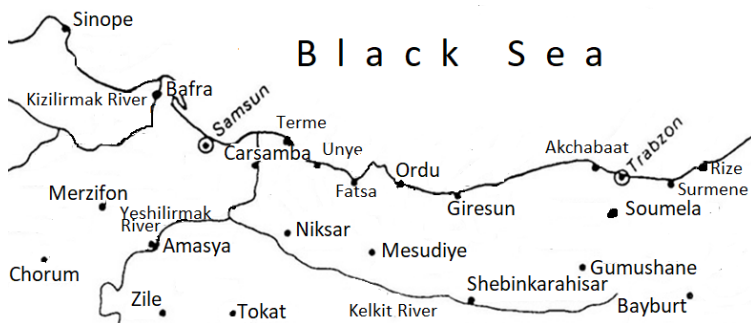 Sinope
Black Sea
Kizilirmak River
Bafra
Samsun
Terme
Carsamba
Unye
Fatsa
Ordu
Giresun
Akchabaat
Trabzon
Rize
Surmene
Merzifon
Yeshilirmak
River
Amasya
Niksar
Mesudiye
Soumela
Chorum
Zile
Tokat
Kelkit River
Shebinkarahisar
Gumushane
Bayburt